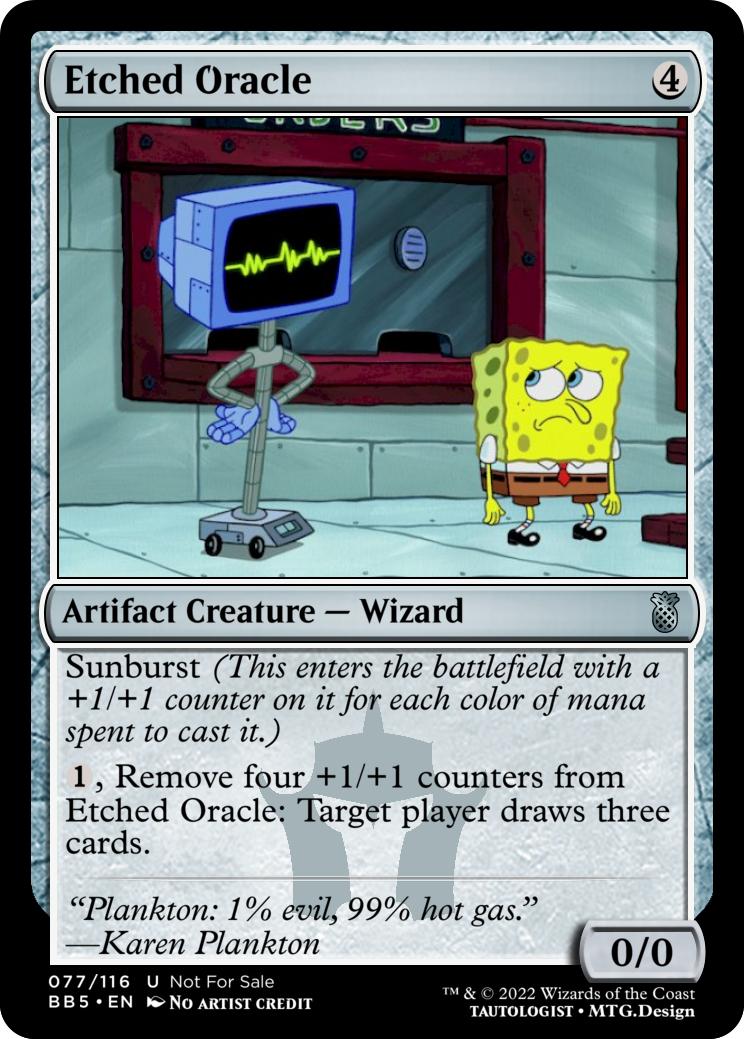 Etched Oracle 4
ORDERS
Artifact Creature — Wizard
Sunburst (This enters the battlefield with a
+1/+1 counter on it for each color of mana
spent to cast it.)
1, Remove four +1/+1 counters from
Etched Oracle: Target player draws three
cards.
“Plankton: 1% evil, 99% hot gas.”
—Karen Plankton
0/0
077/116 U Not For Sale
BB5 • EN No artist credit
™ & © 2022 Wizards of the Coast
TAUTOLOGIST • MTG.Design